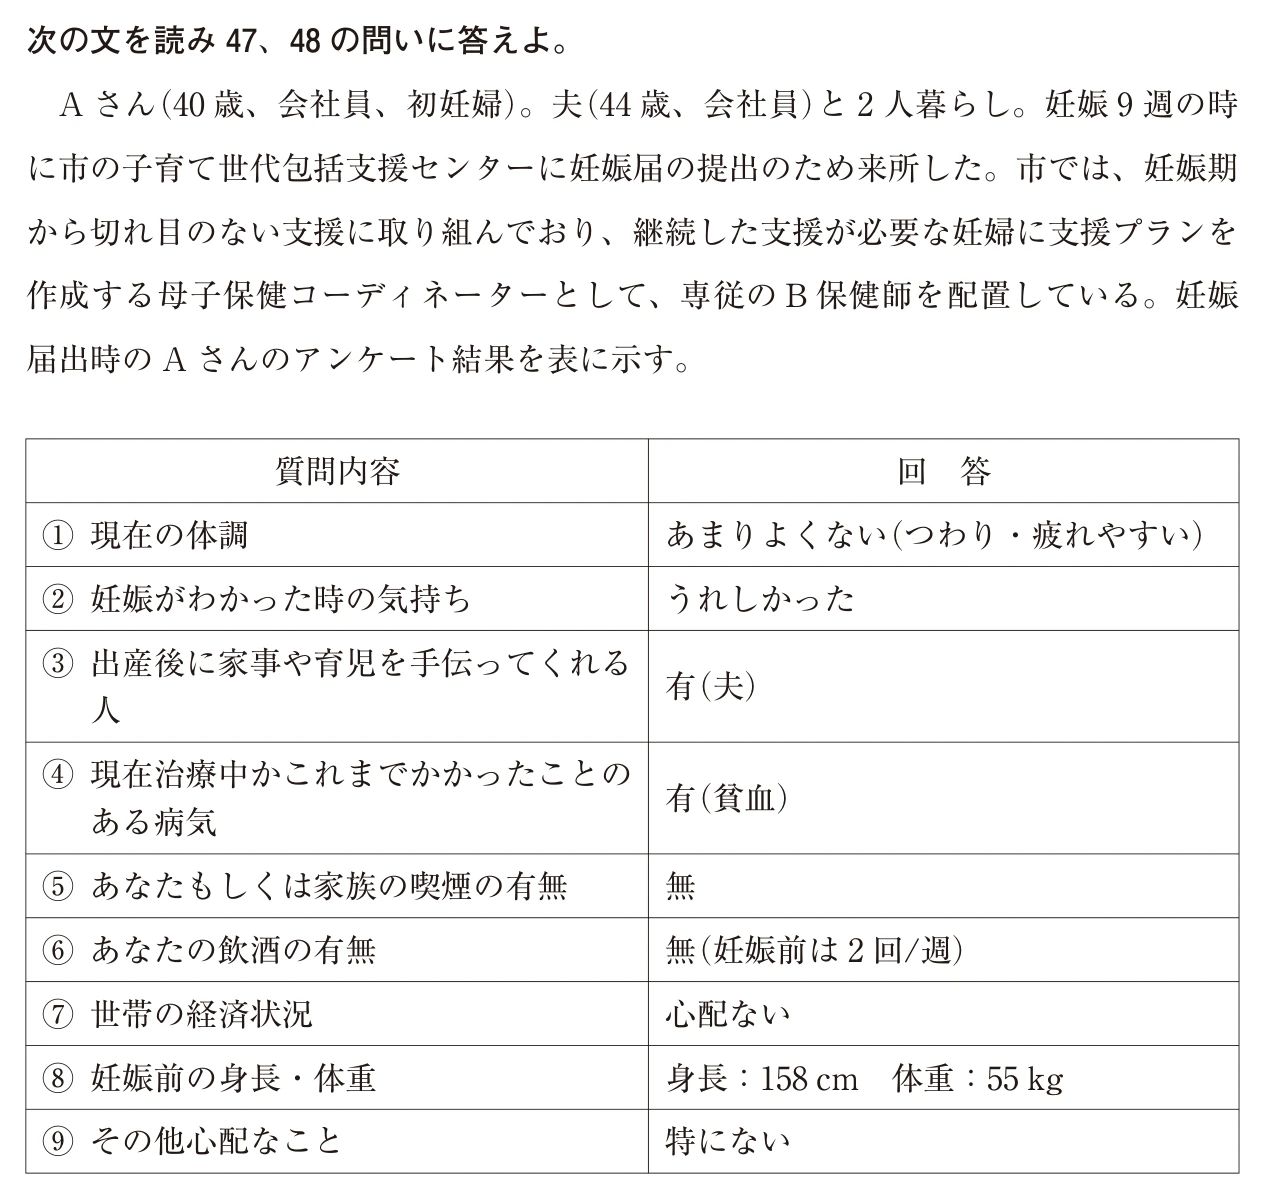 次の文を読み 47、48 の問いに答えよ。
A さん(40 歳、会社員、初妊婦)。夫(44 歳、会社員)と 2 人暮らし。妊娠 9 週の時
に市の子育て世代包括支援センターに妊娠届の提出のため来所した。市では、妊娠期
から切れ目のない支援に取り組んでおり、継続した支援が必要な妊婦に支援プランを
作成する母子保健コーディネーターとして、専従の B 保健師を配置している。妊娠
届出時の A さんのアンケート結果を表に示す。
質問内容 回 答
① 現在の体調 あまりよくない(つわり・疲れやすい)
② 妊娠がわかった時の気持ち うれしかった
③ 出産後に家事や育児を手伝ってくれる
人
有(夫)
④ 現在治療中かこれまでかかったことの
ある病気
有(貧血)
⑤ あなたもしくは家族の喫煙の有無 無
⑥ あなたの飲酒の有無 無(妊娠前は 2 回/週)
⑦ 世帯の経済状況 心配ない
⑧ 妊娠前の身長・体重 身長：158 cm 体重：55 kg
⑨ その他心配なこと 特にない